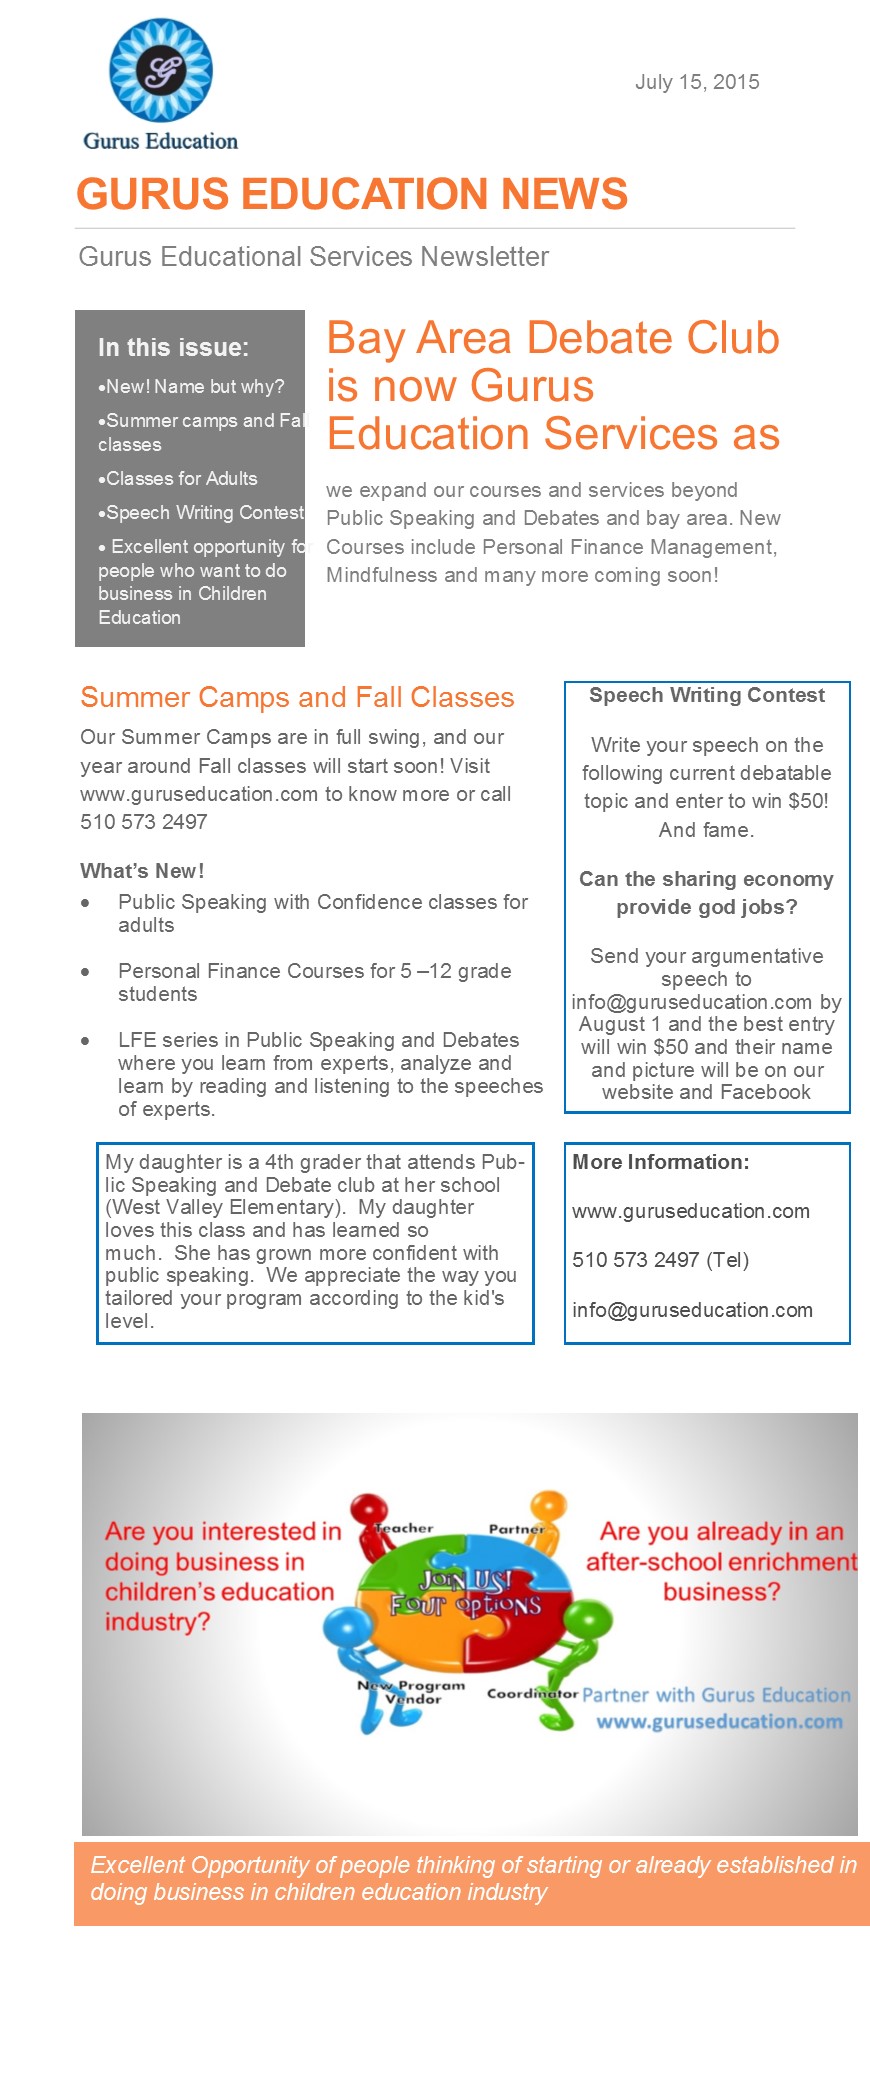 Gurus Education
July 15, 2015
GURUS EDUCATION NEWS
Gurus Educational Services Newsletter
In this issue:
•New! Name but why?
•Summer camps and Fall
classes
•Classes for Adults
•Speech Writing Contest
• Excellent opportunity for
people who want to do
business in Children
Education
Bay Area Debate Club
is now Gurus
Education Services as
we expand our courses and services beyond
Public Speaking and Debates and bay area. New
Courses include Personal Finance Management,
Mindfulness and many more coming soon!
Summer Camps and Fall Classes
Our Summer Camps are in full swing, and our
year around Fall classes will start soon! Visit
www.guruseducation.com to know more or call
510 573 2497
What's New!
• Public Speaking with Confidence classes for
adults
• Personal Finance Courses for 5 –12 grade
students
• LFE series in Public Speaking and Debates
where you learn from experts, analyze and
learn by reading and listening to the speeches
of experts.
Speech Writing Contest
Write your speech on the
following current debatable
topic and enter to win $50!
And fame.
Can the sharing economy
provide god jobs?
Send your argumentative
speech to
info@guruseducation.com by
August 1 and the best entry
will win $50 and their name
and picture will be on our
website and Facebook
My daughter is a 4th grader that attends Pub-
lic Speaking and Debate club at her school
(West Valley Elementary).  My daughter
loves this class and has learned so
much.  She has grown more confident with
public speaking.  We appreciate the way you
tailored your program according to the kid's
level.
More Information:
www.guruseducation.com
510 573 2497 (Tel)
info@guruseducation.com
Are you interested in
doing business in
children's education
industry?
Teacher
Partner
JOIN US!
FOUR OPTIONS
New Program
Vendor
Coordinator
Are you already in an
after-school enrichment
business?
Partner with Gurus Education
www.guruseducation.com
Excellent Opportunity of people thinking of starting or already established in
doing business in children education industry